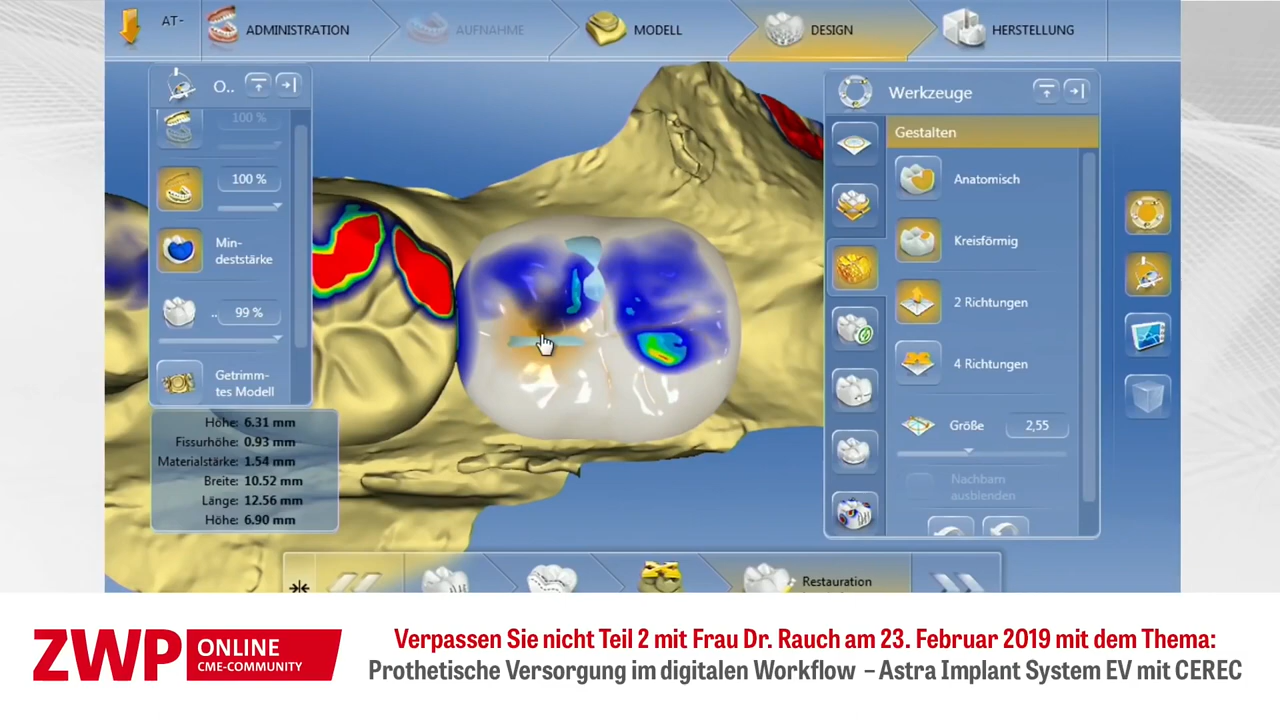 AT-
ADMINISTRATION
AUFNAHME
MODELL
DESIGN
HERSTELLUNG
O..
100 %
100 %
Min-
deststärke
..
99 %
Getrimm-
tes Modell
Höhe: 6.31 mm
Fissurhöhe: 0.93 mm
Materialstärke: 1.54 mm
Breite: 10.52 mm
Länge: 12.56 mm
Höhe: 6.90 mm
Werkzeuge
Gestalten
Anatomisch
Kreisförmig
2 Richtungen
4 Richtungen
Größe 2,55
Nachbarn
ausblenden
Restauration
ZWP ONLINE
CME-COMMUNITY
Verpassen Sie nicht Teil 2 mit Frau Dr. Rauch am 23. Februar 2019 mit dem Thema:
Prothetische Versorgung im digitalen Workflow – Astra Implant System EV mit CEREC